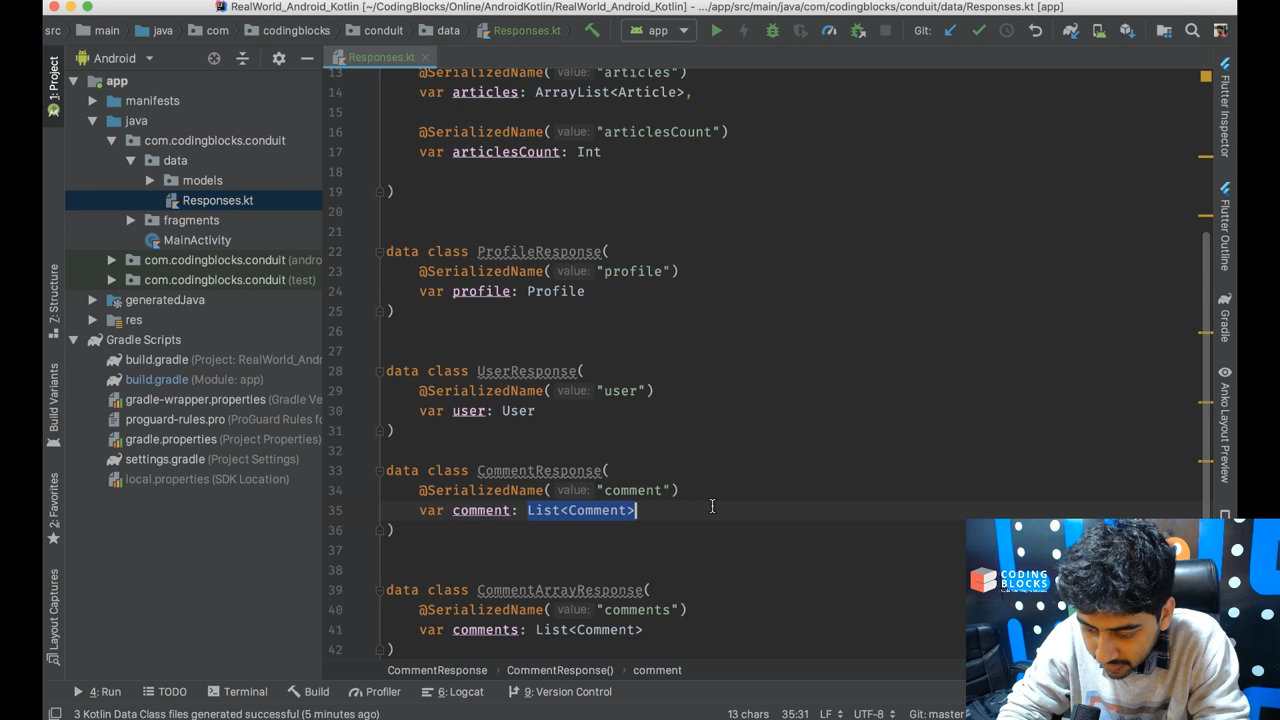 RealWorld_Android_Kotlin [~/CodingBlocks/Online/AndroidKotlin/RealWorld_Android_Kotlin] - .../app/src/main/java/com/codingblocks/conduit/data/Responses.kt [app]
src main java com codingblocks conduit data Responses.kt app Git:
Android
Responses.kt
1: Project
Z: Structure
Build Variants
2: Favorites
Layout Captures
app
manifests
java
com.codingblocks.conduit
data
models
Responses.kt
fragments
MainActivity
com.codingblocks.conduit (andro
com.codingblocks.conduit (test)
generatedJava
res
Gradle Scripts
build.gradle (Project: RealWorld_Andr
build.gradle (Module: app)
gradle-wrapper.properties (Gradle Ve
proguard-rules.pro (ProGuard Rules fo
gradle.properties (Project Properties)
settings.gradle (Project Settings)
local.properties (SDK Location)
13 @SerializedName( value: "articles")
14 var articles: ArrayList<Article>,
15
16 @SerializedName( value: "articlesCount")
17 var articlesCount: Int
18
19 )
20
21
22 data class ProfileResponse(
23 @SerializedName( value: "profile")
24 var profile: Profile
25 )
26
27
28 data class UserResponse(
29 @SerializedName( value: "user")
30 var user: User
31 )
32
33 data class CommentResponse(
34 @SerializedName( value: "comment")
35 var comment: List<Comment>
36 )
37
38
39 data class CommentArrayResponse(
40 @SerializedName( value: "comments")
41 var comments: List<Comment>
42 )
CommentResponse CommentResponse() comment
Flutter Inspector
Flutter Outline
Gradle
Anko Layout Preview
CODING
BLOCKS
4: Run TODO Terminal Build Profiler 6: Logcat 9: Version Control
3 Kotlin Data Class files generated successful (5 minutes ago) 13 chars 35:31 LF UTF-8 Git: master